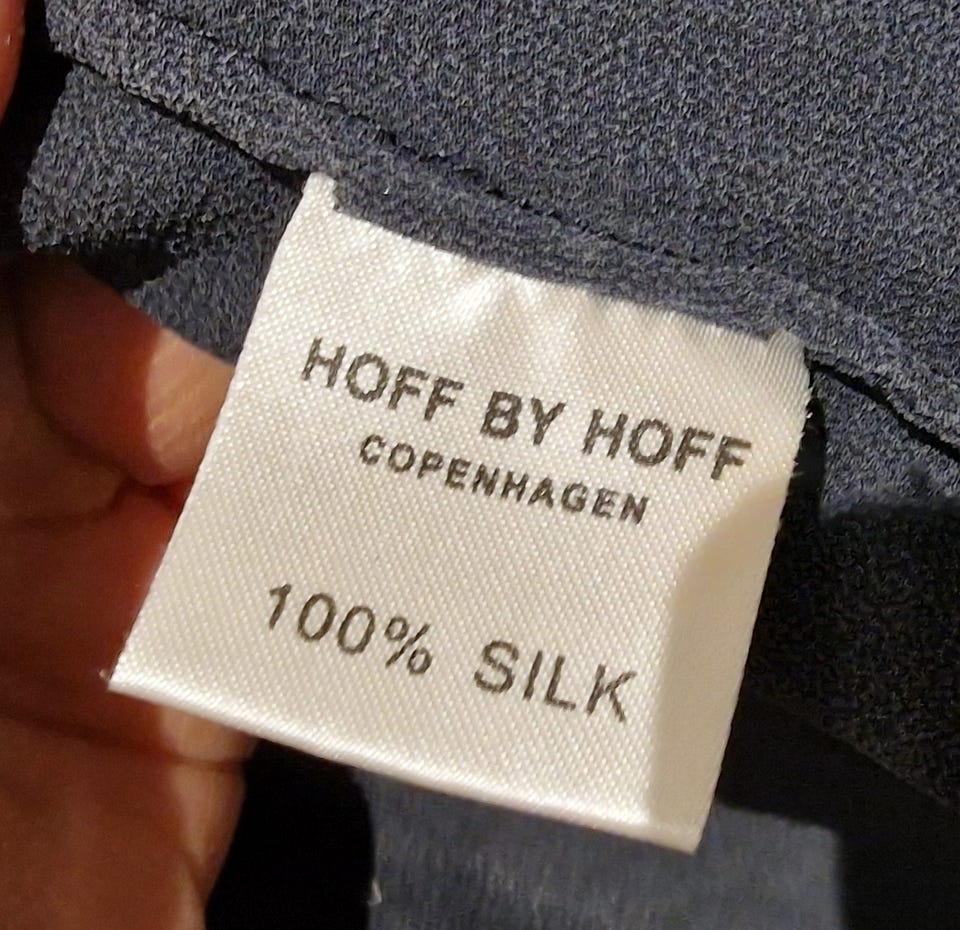 HOFF BY HOFF
COPENHAGEN
100% SILK